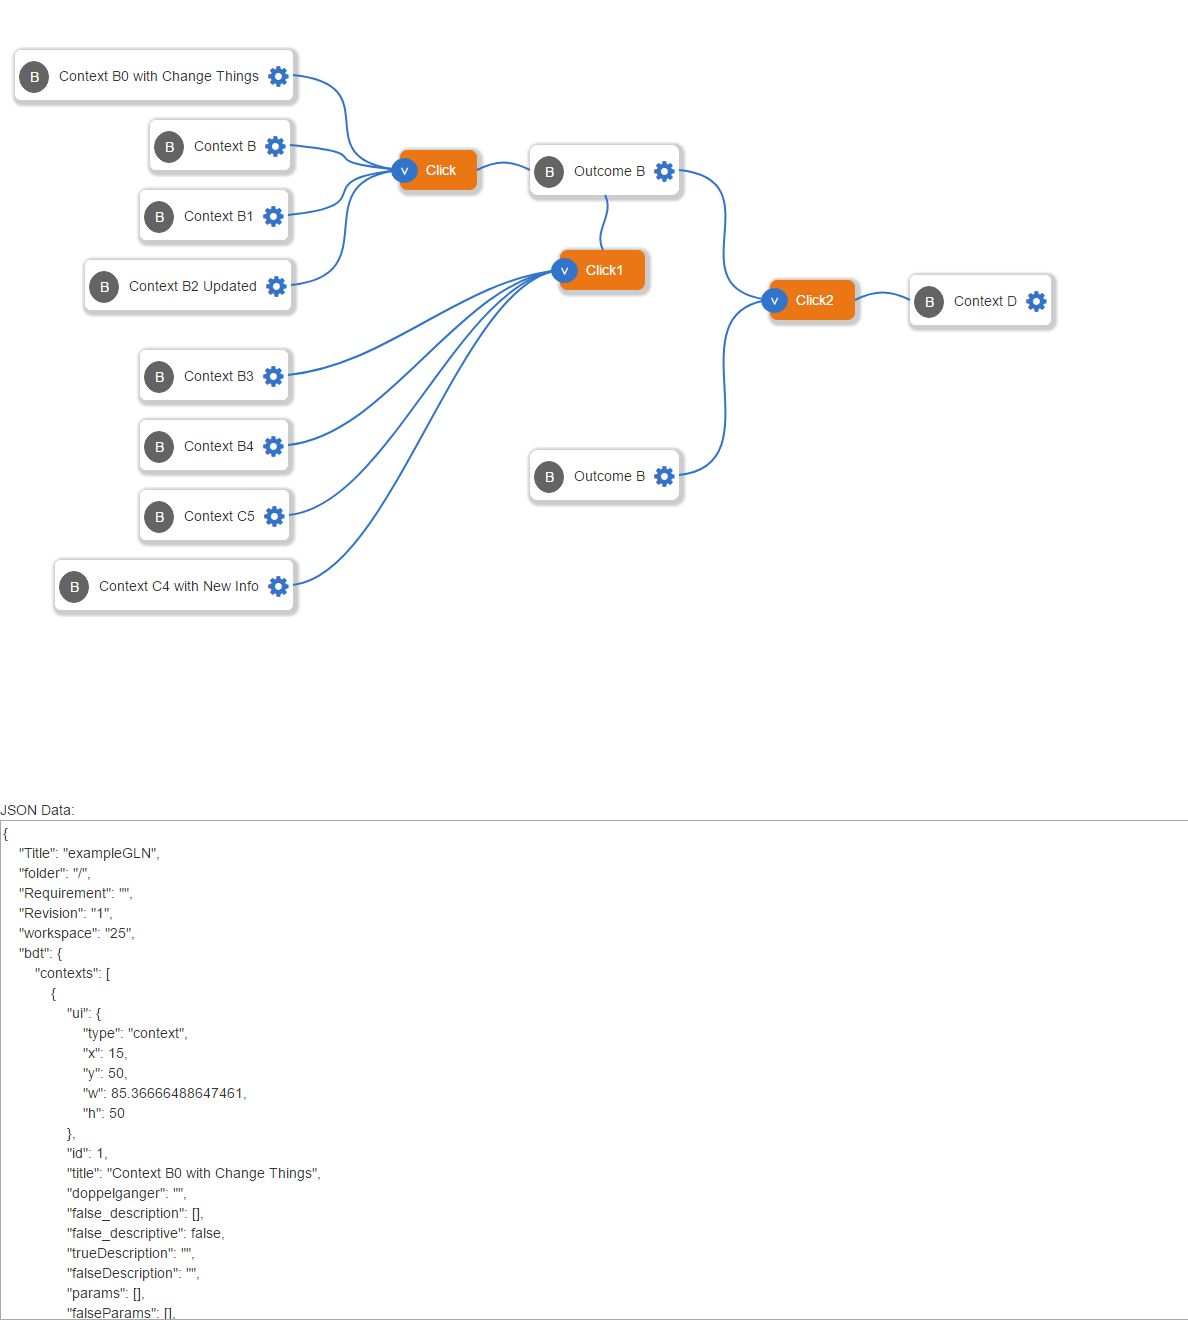 B Context B0 with Change Things
B Context B
v Click
B Outcome B
B Context B1
v Click1
B Context B2 Updated
v Click2
B Context D
B Context B3
B Context B4
B Outcome B
B Context C5
B Context C4 with New Info
JSON Data:
{
"Title": "exampleGLN",
"folder": "/",
"Requirement": "",
"Revision": "1",
"workspace": "25",
"bdt": {
"contexts": [
{
"ui": {
"type": "context",
"x": 15,
"y": 50,
"w": 85.36666488647461,
"h": 50
},
"id": 1,
"title": "Context B0 with Change Things",
"doppelganger": "",
"false_description": [],
"false_descriptive": false,
"trueDescription": "",
"falseDescription": "",
"params": [],
"falseParams": [],